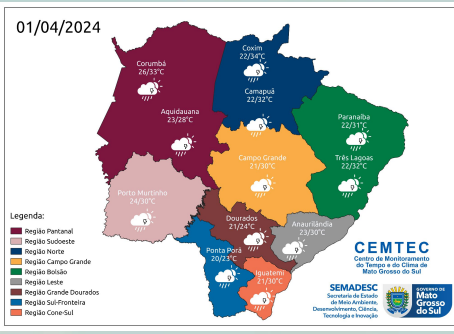 01/04/2024
Coxim
22/34°C
Corumbá
26/33°C
Camapuã
22/32°C
Aquidauana
23/28°C
Paranaíba
22/31°C
Campo Grande
21/30°C
Três Lagoas
22/32°C
Porto Murtinho
24/30°C
Dourados
21/24°C
Anaurilândia
23/30°C
Ponta Porã
20/23°C
Iguatemi
21/30°C
Legenda:
Região Pantanal
Região Sudoeste
Região Norte
Região Campo Grande
Região Bolsão
Região Leste
Região Grande Dourados
Região Sul-Fronteira
Região Cone-Sul
CEMTEC
Centro de Monitoramento
do Tempo e do Clima de
Mato Grosso do Sul
SEMADESC
Secretaria de Estado
de Meio Ambiente,
Desenvolvimento, Ciência,
Tecnologia e Inovação
GOVERNO DE
Mato
Grosso
do Sul